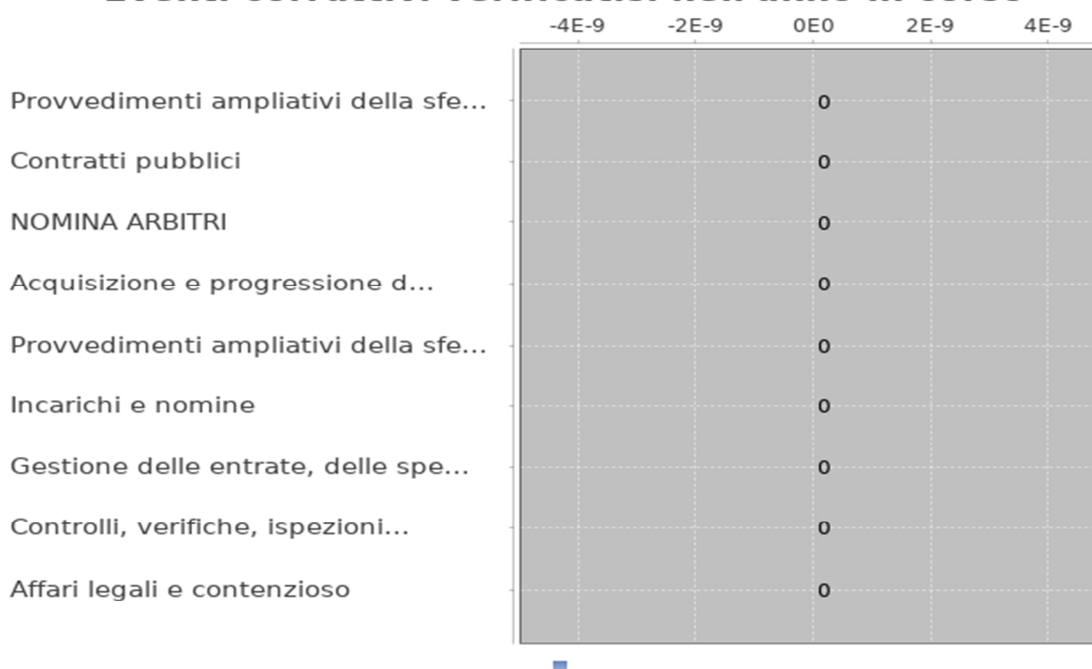 -4E-9 -2E-9 0E0 2E-9 4E-9
Provvedimenti ampliativi della sfe... 0
Contratti pubblici 0
NOMINA ARBITRI 0
Acquisizione e progressione d... 0
Provvedimenti ampliativi della sfe... 0
Incarichi e nomine 0
Gestione delle entrate, delle spe... 0
Controlli, verifiche, ispezioni... 0
Affari legali e contenzioso 0